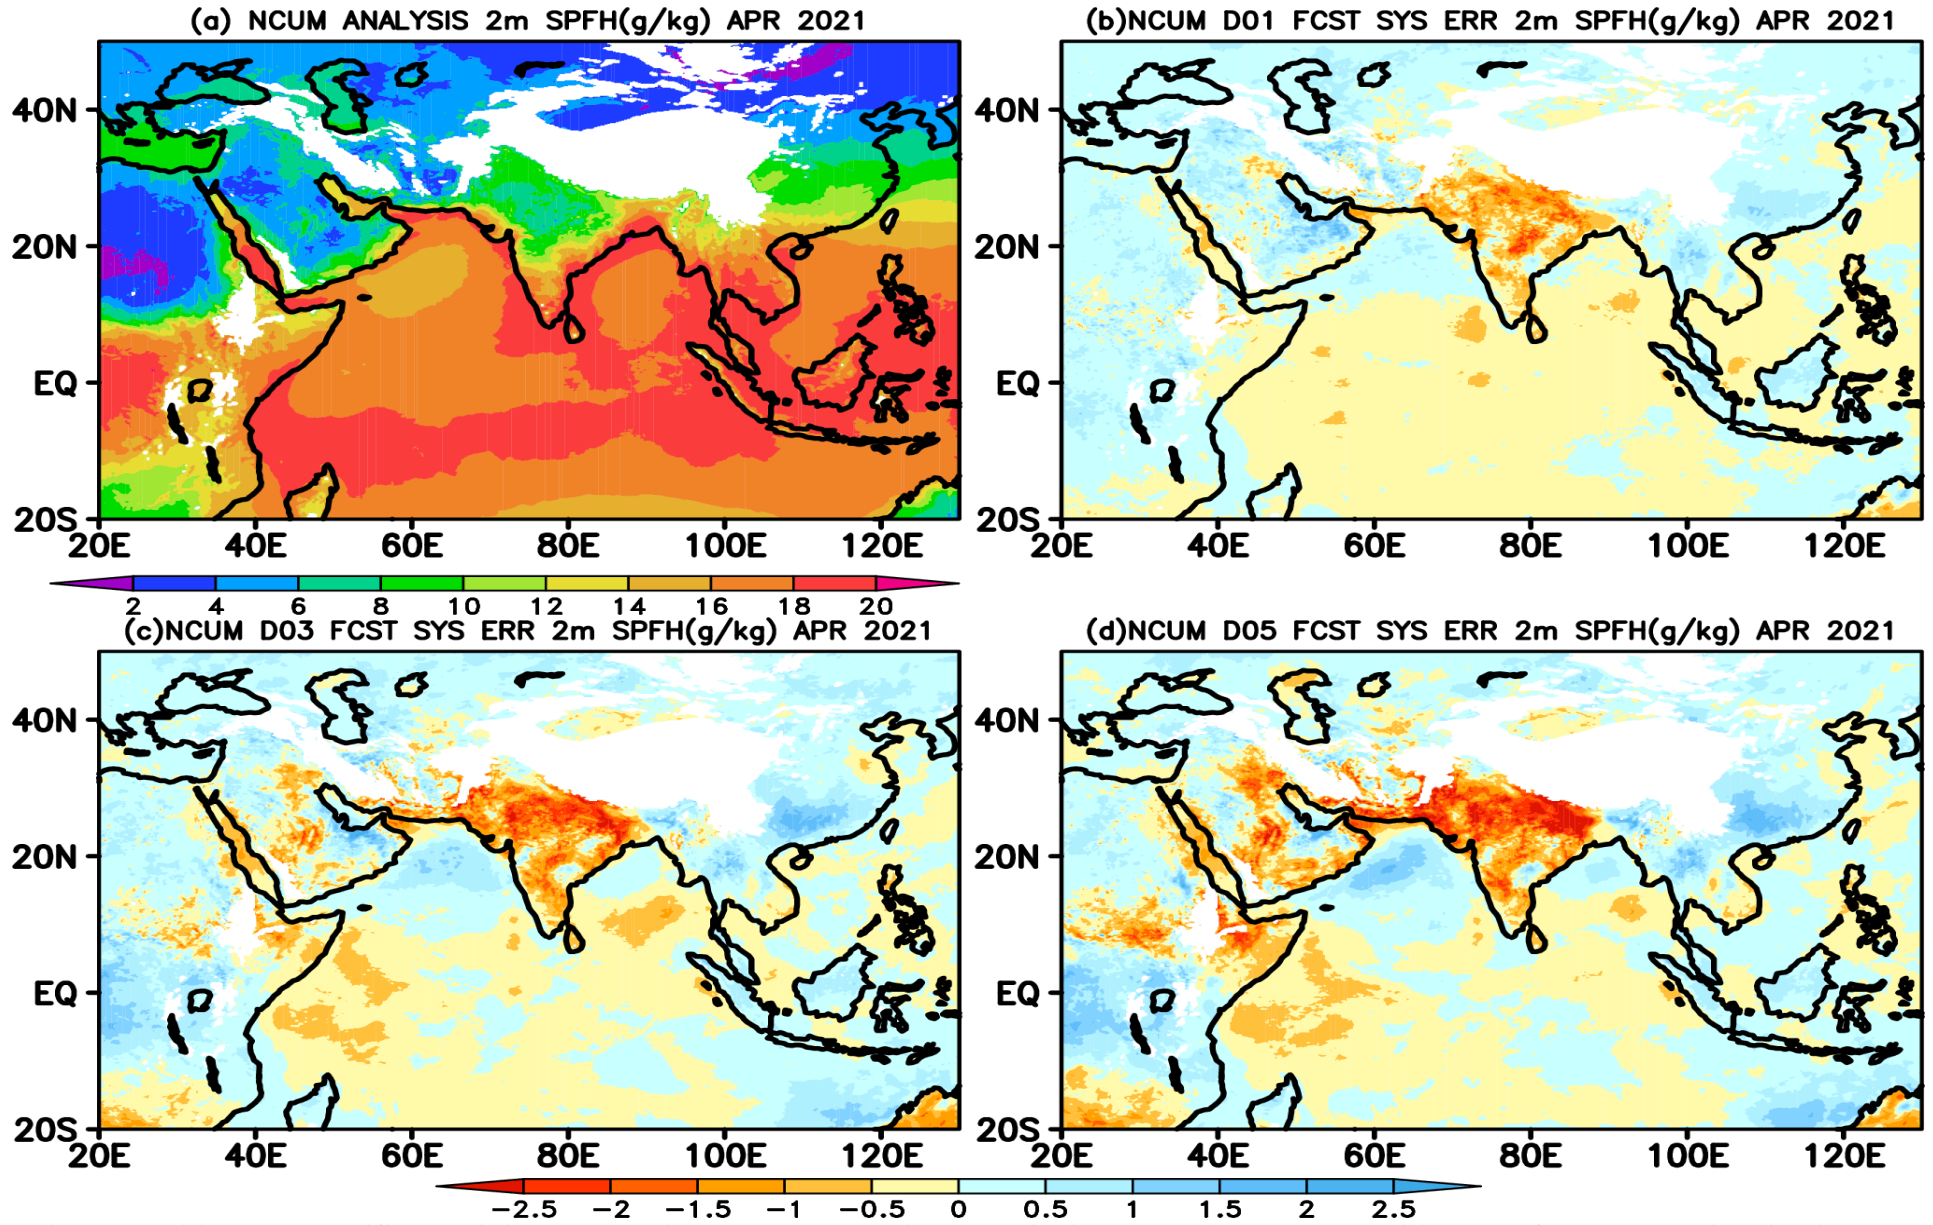 (a) NCUM ANALYSIS 2m SPFH(g/kg) APR 2021
40N
20N
EQ
20S
20E 40E 60E 80E 100E 120E
2 4 6 8 10 12 14 16 18 20
(b)NCUM D01 FCST SYS ERR 2m SPFH(g/kg) APR 2021
40N
20N
EQ
20S
20E 40E 60E 80E 100E 120E
(c)NCUM D03 FCST SYS ERR 2m SPFH(g/kg) APR 2021
40N
20N
EQ
20S
20E 40E 60E 80E 100E 120E
(d)NCUM D05 FCST SYS ERR 2m SPFH(g/kg) APR 2021
40N
20N
EQ
20S
20E 40E 60E 80E 100E 120E
−2.5 −2 −1.5 −1 −0.5 0 0.5 1 1.5 2 2.5